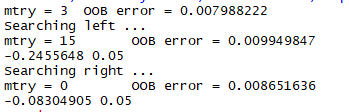 mtry = 3  OOB error = 0.007988222
Searching left ...
mtry = 15      OOB error = 0.009949847
-0.2455648 0.05
Searching right ...
mtry = 0       OOB error = 0.008651636
-0.08304905 0.05